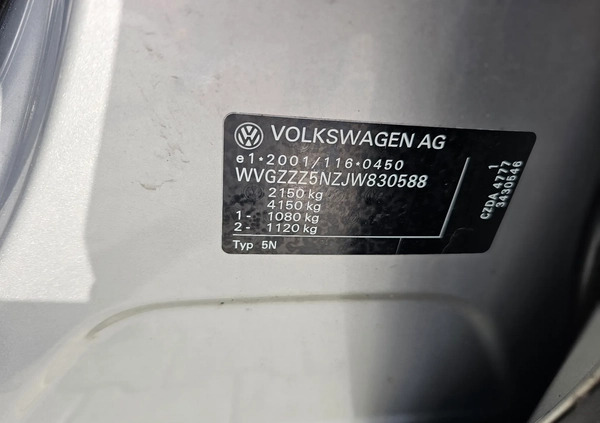 VOLKSWAGEN AG
e1*2001/116*0450
WVGZZZ5NZJW830588
2150 kg
4150 kg
1- 1080 kg
2- 1120 kg
Typ 5N
1
CZDA 4777
3430546